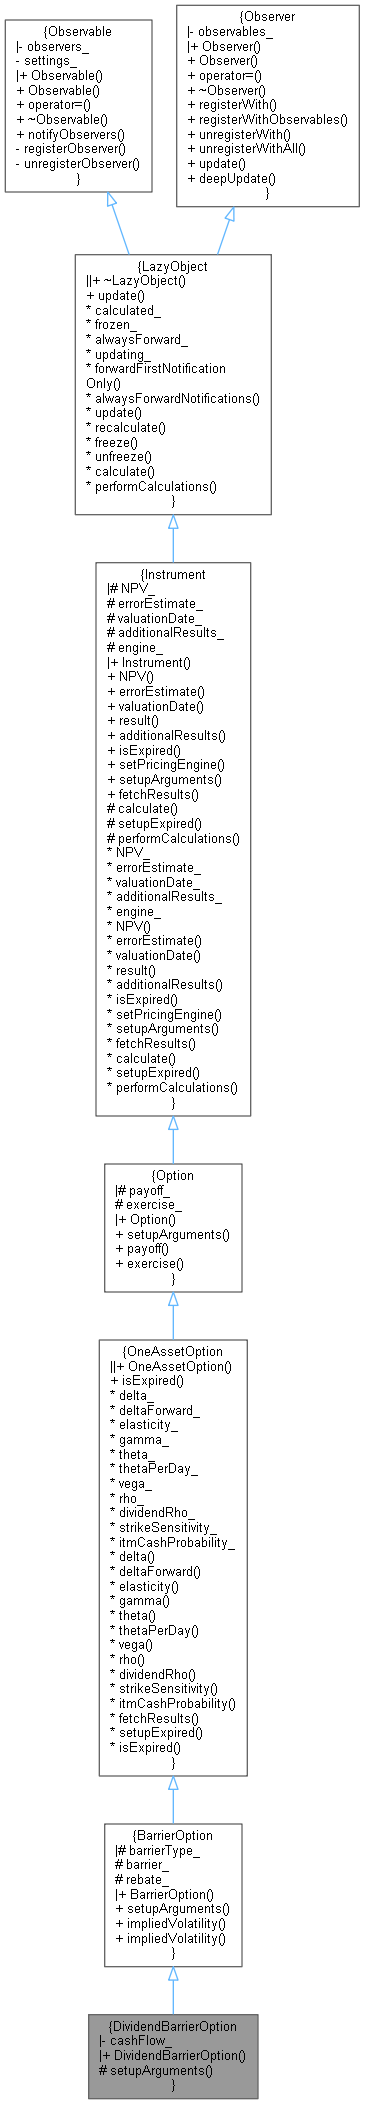 {Observable
|- observers_
- settings_
|+ Observable()
+ Observable()
+ operator=()
+ ~Observable()
+ notifyObservers()
- registerObserver()
- unregisterObserver()
}
{Observer
|- observables_
|+ Observer()
+ Observer()
+ operator=()
+ ~Observer()
+ registerWith()
+ registerWithObservables()
+ unregisterWith()
+ unregisterWithAll()
+ update()
+ deepUpdate()
}
{LazyObject
||+ ~LazyObject()
+ update()
* calculated_
* frozen_
* alwaysForward_
* updating_
* forwardFirstNotification
Only()
* alwaysForwardNotifications()
* update()
* recalculate()
* freeze()
* unfreeze()
* calculate()
* performCalculations()
}
{Instrument
|# NPV_
# errorEstimate_
# valuationDate_
# additionalResults_
# engine_
|+ Instrument()
+ NPV()
+ errorEstimate()
+ valuationDate()
+ result()
+ additionalResults()
+ isExpired()
+ setPricingEngine()
+ setupArguments()
+ fetchResults()
# calculate()
# setupExpired()
# performCalculations()
* NPV_
* errorEstimate_
* valuationDate_
* additionalResults_
* engine_
* NPV()
* errorEstimate()
* valuationDate()
* result()
* additionalResults()
* isExpired()
* setPricingEngine()
* setupArguments()
* fetchResults()
* calculate()
* setupExpired()
* performCalculations()
}
{Option
|# payoff_
# exercise_
|+ Option()
+ setupArguments()
+ payoff()
+ exercise()
}
{OneAssetOption
||+ OneAssetOption()
+ isExpired()
* delta_
* deltaForward_
* elasticity_
* gamma_
* theta_
* thetaPerDay_
* vega_
* rho_
* dividendRho_
* strikeSensitivity_
* itmCashProbability_
* delta()
* deltaForward()
* elasticity()
* gamma()
* theta()
* thetaPerDay()
* vega()
* rho()
* dividendRho()
* strikeSensitivity()
* itmCashProbability()
* fetchResults()
* setupExpired()
* isExpired()
}
{BarrierOption
|# barrierType_
# barrier_
# rebate_
|+ BarrierOption()
+ setupArguments()
+ impliedVolatility()
+ impliedVolatility()
}
{DividendBarrierOption
|- cashFlow_
|+ DividendBarrierOption()
# setupArguments()
}